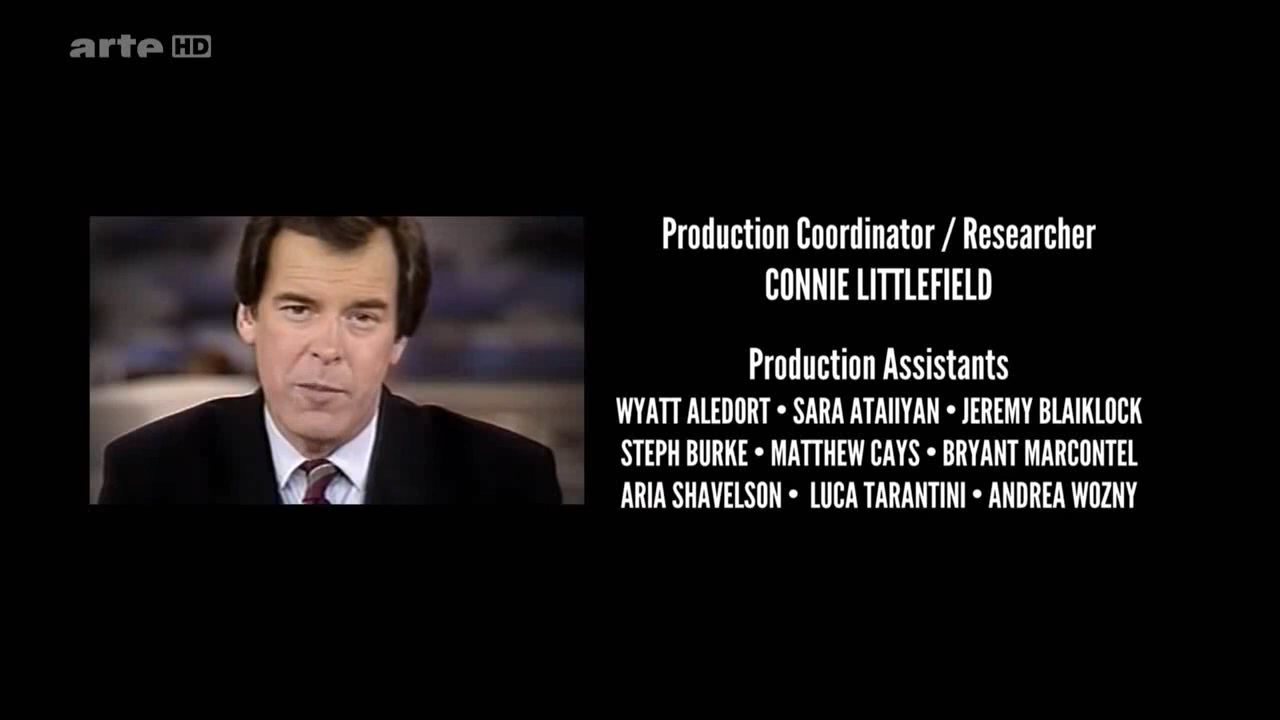 arte HD
Production Coordinator / Researcher
CONNIE LITTLEFIELD
Production Assistants
WYATT ALEDORT • SARA ATAIIYAN • JEREMY BLAIKLOCK
STEPH BURKE • MATTHEW CAYS • BRYANT MARCONTEL
ARIA SHAVELSON • LUCA TARANTINI • ANDREA WOZNY